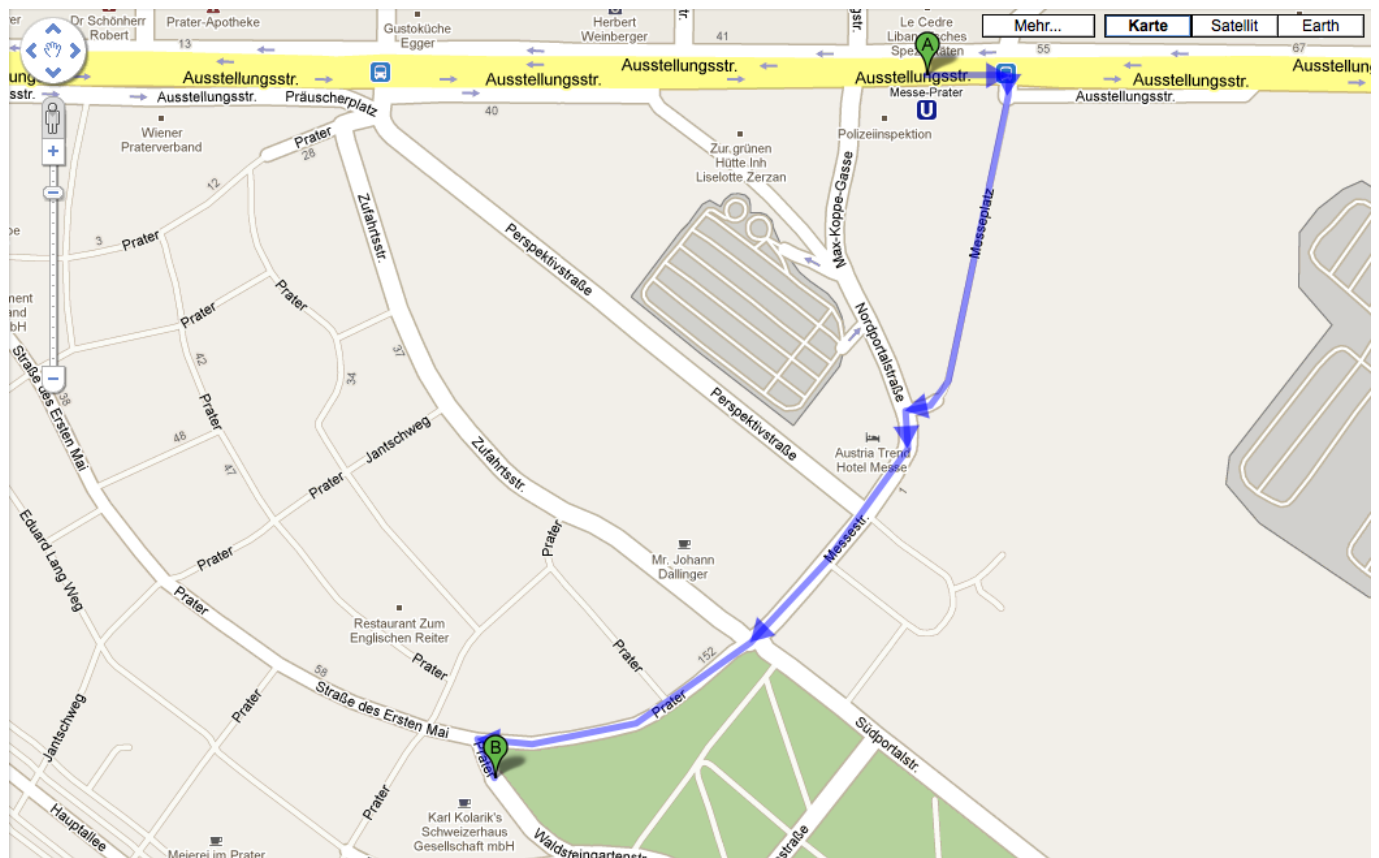 Dr Schönherr
Robert
Prater-Apotheke
Gustoküche
Egger
Herbert
Weinberger
Le Cedre
Mehr...
Karte
Satellit
Earth
13
41
55
67
A
Ausstellungsstr.
Ausstellungsstr.
Ausstellungsstr.
Ausstellungsstr.
Ausstellungsstr.
Messe-Prater
U
Ausstellungsstr.
Präuscherplatz
Ausstellungsstr.
40
Wiener
Praterverband
Polizeiinspektion
Prater
28
Zur grünen
Hütte Inh
Liselotte Zerzan
Max-Koppe-Gasse
Messeplatz
12
3
Prater
Zufahrtsstr.
Perspektivstraße
Prater
Prater
Nordportalstraße
42
37
34
Straße des Ersten Mai
38
Prater
Perspektivstraße
48
47
Jantschweg
Zufahrtsstr.
Austria Trend
Hotel Messe
1
Prater
Eduard Lang Weg
Prater
Prater
Messestr.
Mr. Johann
Dallinger
Prater
Restaurant Zum
Englischen Reiter
Prater
Prater
152
58
Straße des Ersten Mai
Prater
Prater
Jantschweg
Südportalstr.
B
Prater
Prater
Karl Kolarik's
Schweizerhaus
Gesellschaft mbH
Hauptallee
Meierei im Prater
Waldsteingartenstr